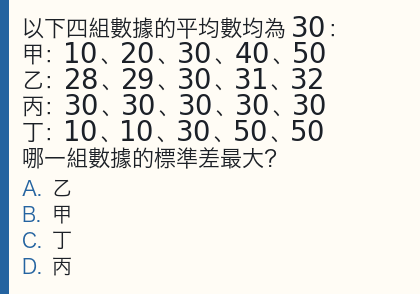 以下四組數據的平均數均為 30：
甲：10、20、30、40、50
乙：28、29、30、31、32
丙：30、30、30、30、30
丁：10、10、30、50、50
哪一組數據的標準差最大?
A. 乙
B. 甲
C. 丁
D. 丙